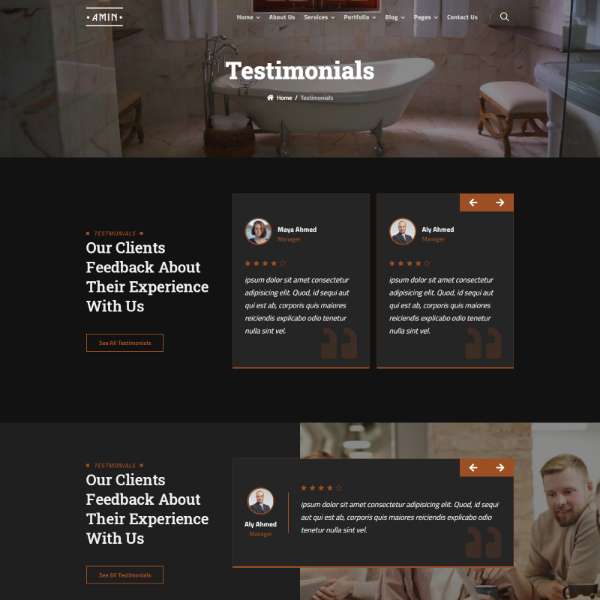 • AMIN •
Home About Us Services Portfolio Blog Pages Contact Us
Testimonials
Home / Testimonials
TESTMONIALS
Our Clients
Feedback About
Their Experience
With Us
See All Testimonials
Maya Ahmed
Manager
ipsum dolor sit amet consectetur
adipisicing elit. Quod, id sequi aut
qui est ab, corporis quis maiores
reiciendis explicabo odio tenetur
nulla sint vel.
Aly Ahmed
Manager
ipsum dolor sit amet consectetur
adipisicing elit. Quod, id sequi aut
qui est ab, corporis quis maiores
reiciendis explicabo odio tenetur
nulla sint vel.
TESTMONIALS
Our Clients
Feedback About
Their Experience
With Us
See All Testimonials
Aly Ahmed
Manager
ipsum dolor sit amet consectetur adipisicing elit. Quod, id sequi
aut qui est ab, corporis quis maiores reiciendis explicabo odio
tenetur nulla sint vel.